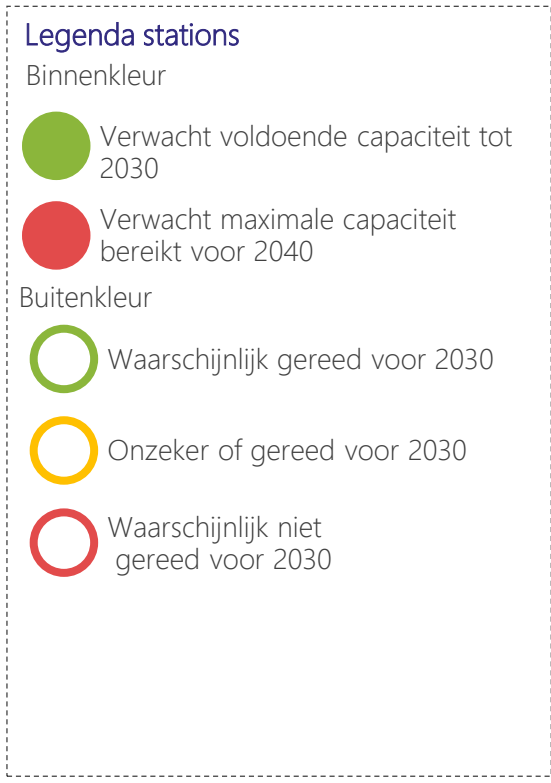 Legenda stations
Binnenkleur
Verwacht voldoende capaciteit tot
2030
Verwacht maximale capaciteit
bereikt voor 2040
Buitenkleur
Waarschijnlijk gereed voor 2030
Onzeker of gereed voor 2030
Waarschijnlijk niet
gereed voor 2030